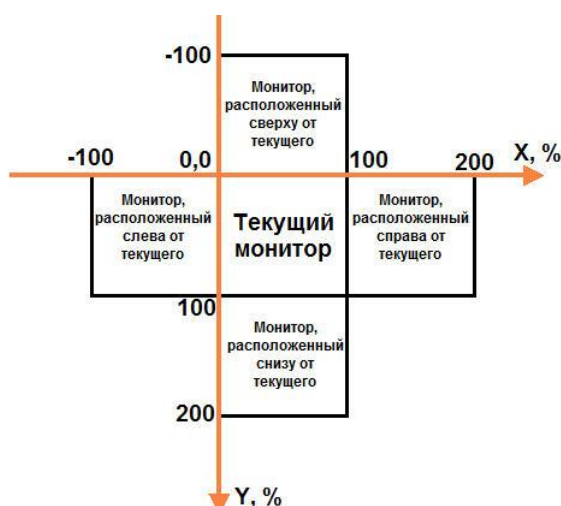 -100
Монитор,
расположенный
сверху от
текущего
-100
0,0
100
200
X, %
Монитор,
расположенный
слева от
текущего
Текущий
монитор
Монитор,
расположенный
справа от
текущего
100
Монитор,
расположенный
снизу от
текущего
200
Y, %